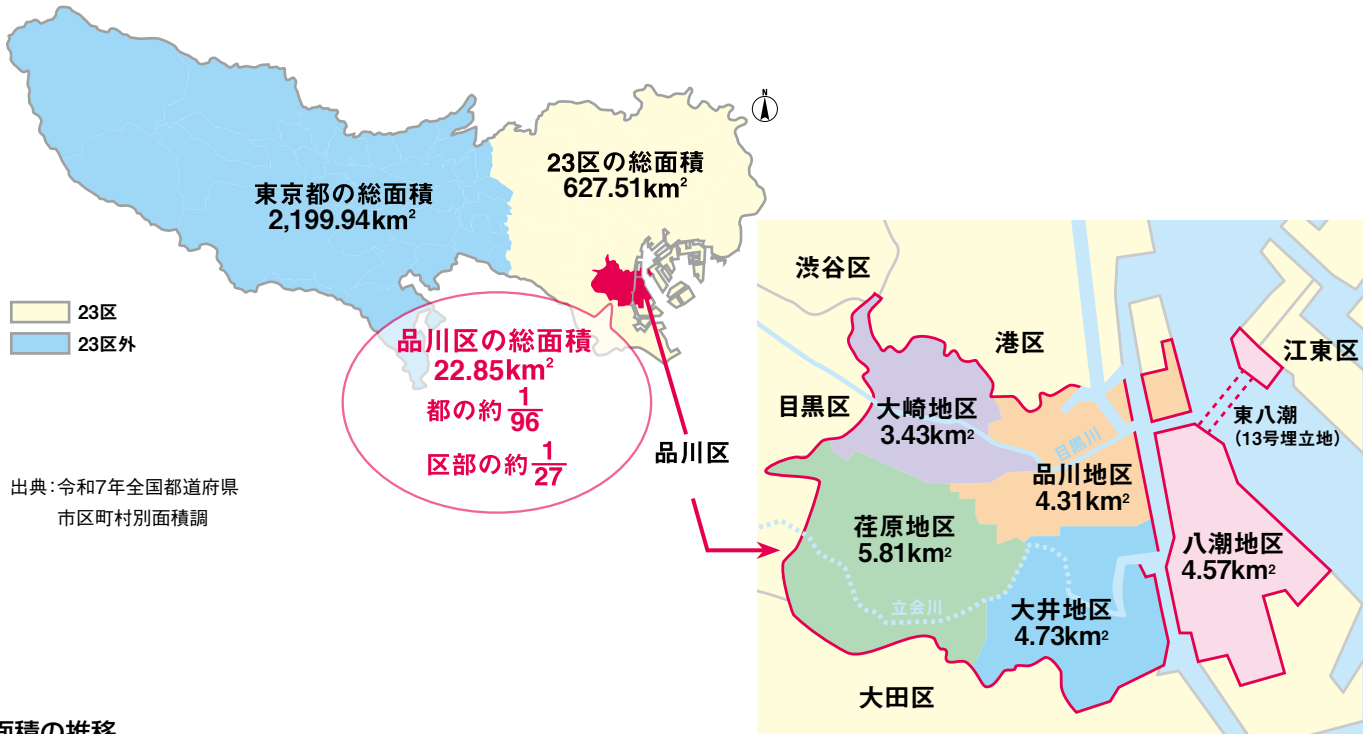 N
東京都の総面積
2,199.94km²
23区の総面積
627.51km²
23区
23区外
品川区の総面積
22.85km²
都の約1/96
区部の約1/27
出典：令和7年全国都道府県
市区町村別面積調
品川区
渋谷区
港区
江東区
目黒区
大崎地区
3.43km²
東八潮
（13号埋立地）
目黒川
品川地区
4.31km²
荏原地区
5.81km²
八潮地区
4.57km²
立会川
大井地区
4.73km²
大田区
面積の推移